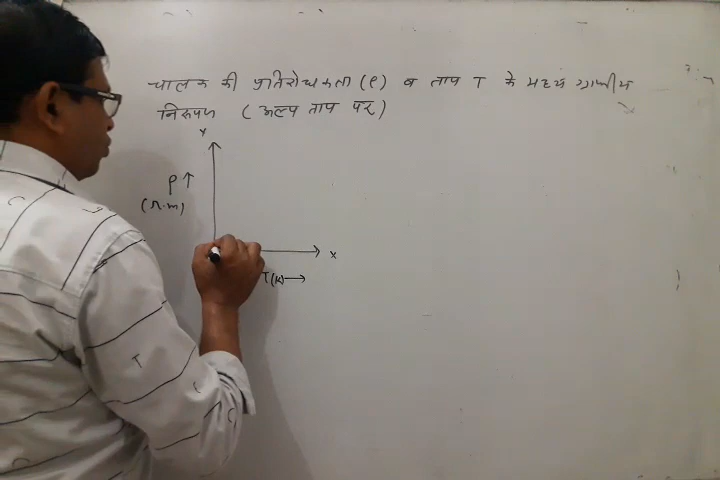 चालक की प्रतिरोधकता (ρ) व ताप T के मध्य ग्राफीय
निरूपण (अल्प ताप पर)
Y
ρ ↑
(Ω.m)
X
T(K) →